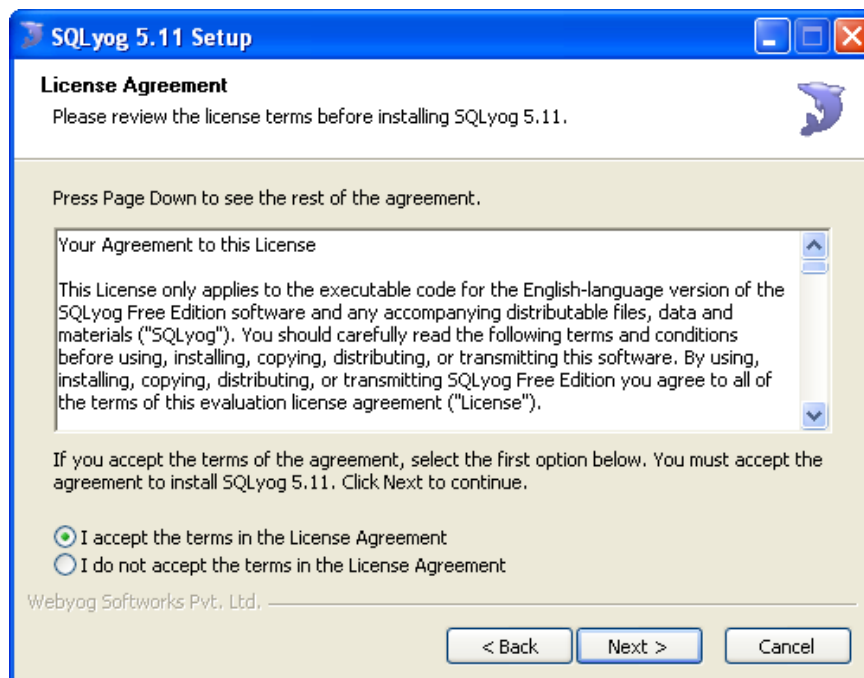 SQLyog 5.11 Setup
License Agreement
Please review the license terms before installing SQLyog 5.11.
Press Page Down to see the rest of the agreement.
Your Agreement to this License
This License only applies to the executable code for the English-language version of the
SQLyog Free Edition software and any accompanying distributable files, data and
materials ("SQLyog"). You should carefully read the following terms and conditions
before using, installing, copying, distributing, or transmitting this software. By using,
installing, copying, distributing, or transmitting SQLyog Free Edition you agree to all of
the terms of this evaluation license agreement ("License").
If you accept the terms of the agreement, select the first option below. You must accept the
agreement to install SQLyog 5.11. Click Next to continue.
I accept the terms in the License Agreement
I do not accept the terms in the License Agreement
Webyog Softworks Pvt. Ltd.
< Back Next > Cancel